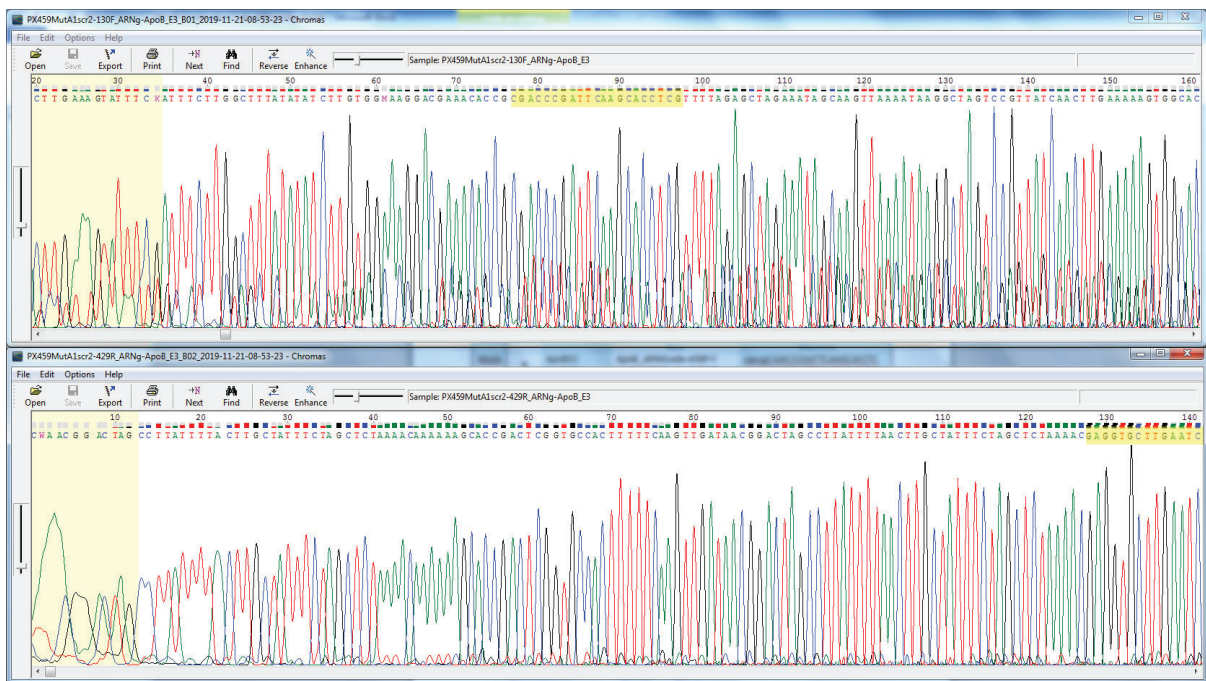 PX459MutA1scr2-130F_ARNg-ApoB_E3_B01_2019-11-21-08-53-23 - Chromas
File Edit Options Help
Open Save Export Print Next Find Reverse Enhance Sample: PX459MutA1scr2-130F_ARNg-ApoB_E3
20 30 40 50 60 70 80 90 100 110 120 130 140 150 160
CTTGAAAGTATTTCKATTTCTTGGCTTTATATATCTTGTGGMAAGGACGAAACACCGCGACCCGATTCAAGCACCTCGTTTTAGAGCTAGAAATAGCAAGTTAAAATAAGGCTAGTCCGTTATCAACTTGAAAAAGTGGCAC
PX459MutA1scr2-429R_ARNg-ApoB_E3_B02_2019-11-21-08-53-23 - Chromas
File Edit Options Help
Open Save Export Print Next Find Reverse Enhance Sample: PX459MutA1scr2-429R_ARNg-ApoB_E3
10 20 30 40 50 60 70 80 90 100 110 120 130 140
CWAACGGACTAGCCTTATTTTACTTGCTATTTCTAGCTCTAAAACAAAAAAGCACCGACTCGGTGCCACTTTTTCAAGTTGATAACGGACTAGCCTTATTTTAACTTGCTATTTCTAGCTCTAAAACGAGGTGCTTGAATC